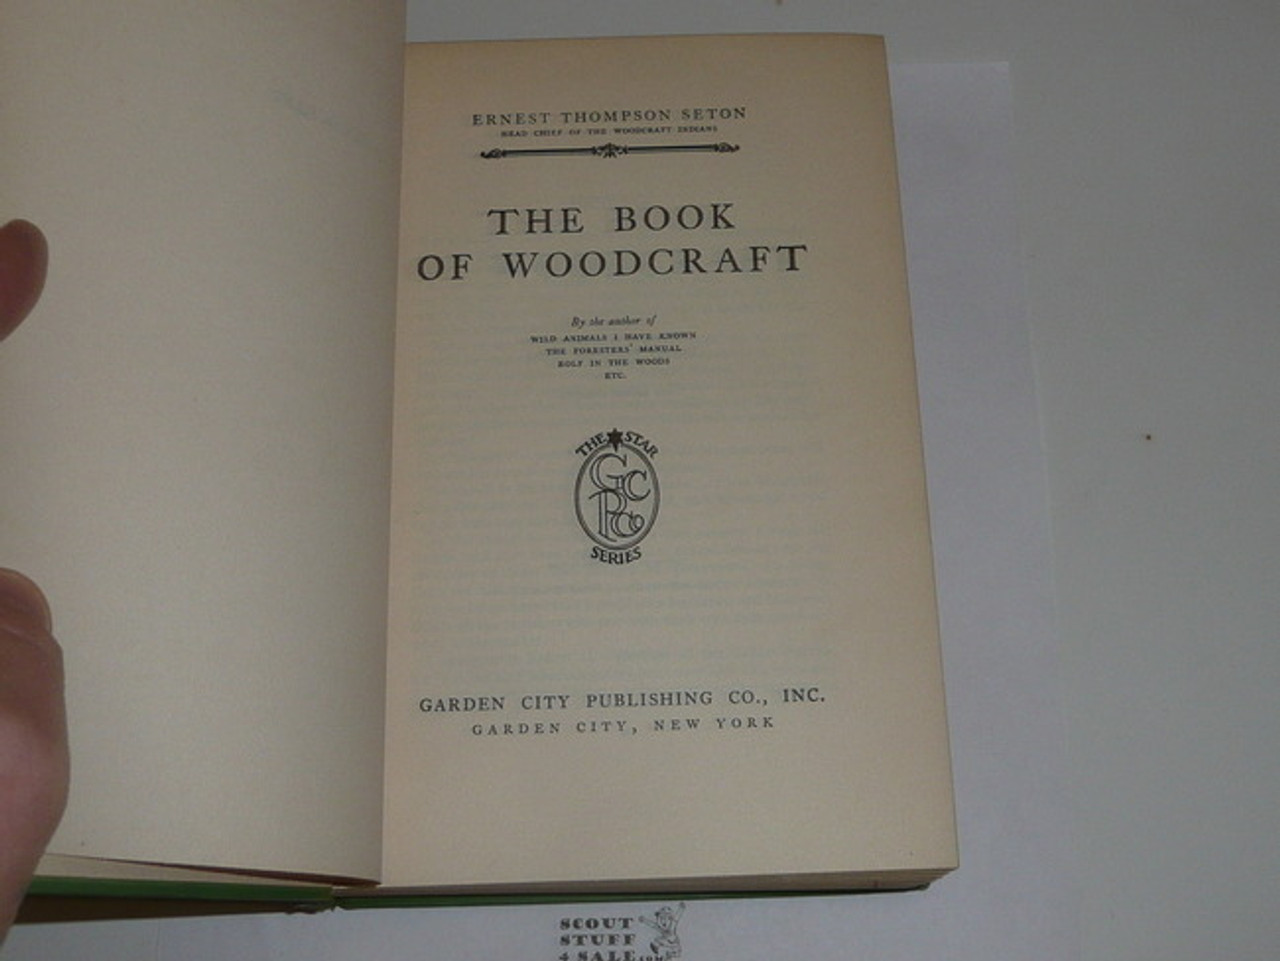 ERNEST THOMPSON SETON
HEAD CHIEF OF THE WOODCRAFT INDIANS
THE BOOK
OF WOODCRAFT
By the author of
WILD ANIMALS I HAVE KNOWN
THE FORESTERS' MANUAL
ROLF IN THE WOODS
ETC.
THE STAR
G C
P Co
SERIES
GARDEN CITY PUBLISHING CO., INC.
GARDEN CITY, NEW YORK
SCOUT
STUFF
4 SALE.COM